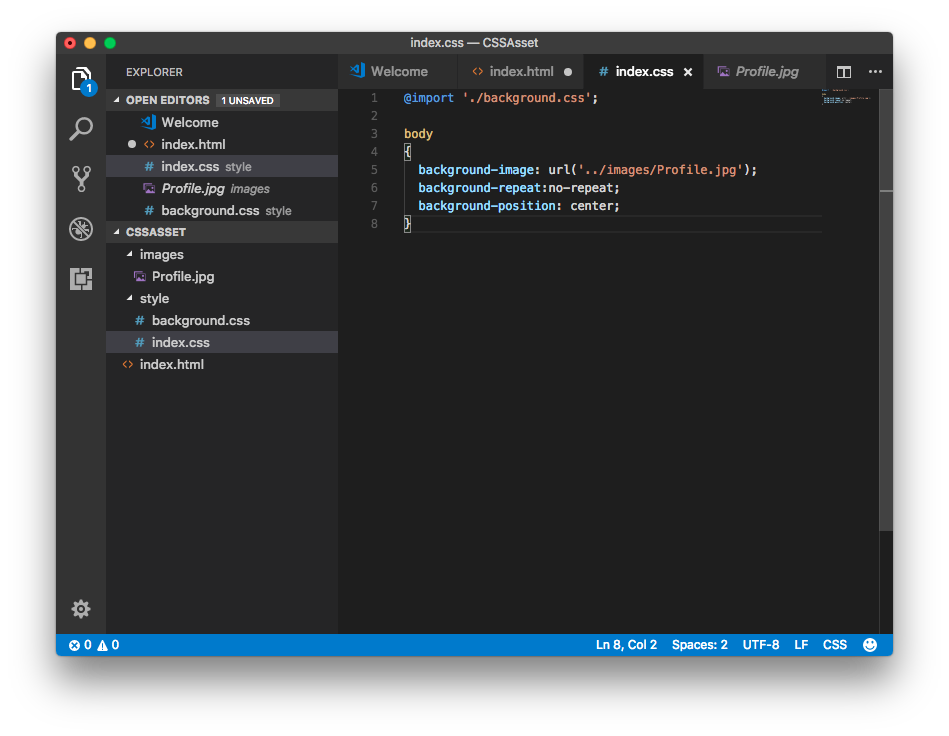 index.css — CSSAsset
EXPLORER
OPEN EDITORS 1 UNSAVED
Welcome
index.html
# index.css style
Profile.jpg images
# background.css style
CSSASSET
images
Profile.jpg
style
# background.css
# index.css
<> index.html
Welcome
<> index.html
# index.css ×
Profile.jpg
1 @import './background.css';
2
3 body
4 {
5 background-image: url('../images/Profile.jpg');
6 background-repeat:no-repeat;
7 background-position: center;
8 }
1
0 0
Ln 8, Col 2 Spaces: 2 UTF-8 LF CSS